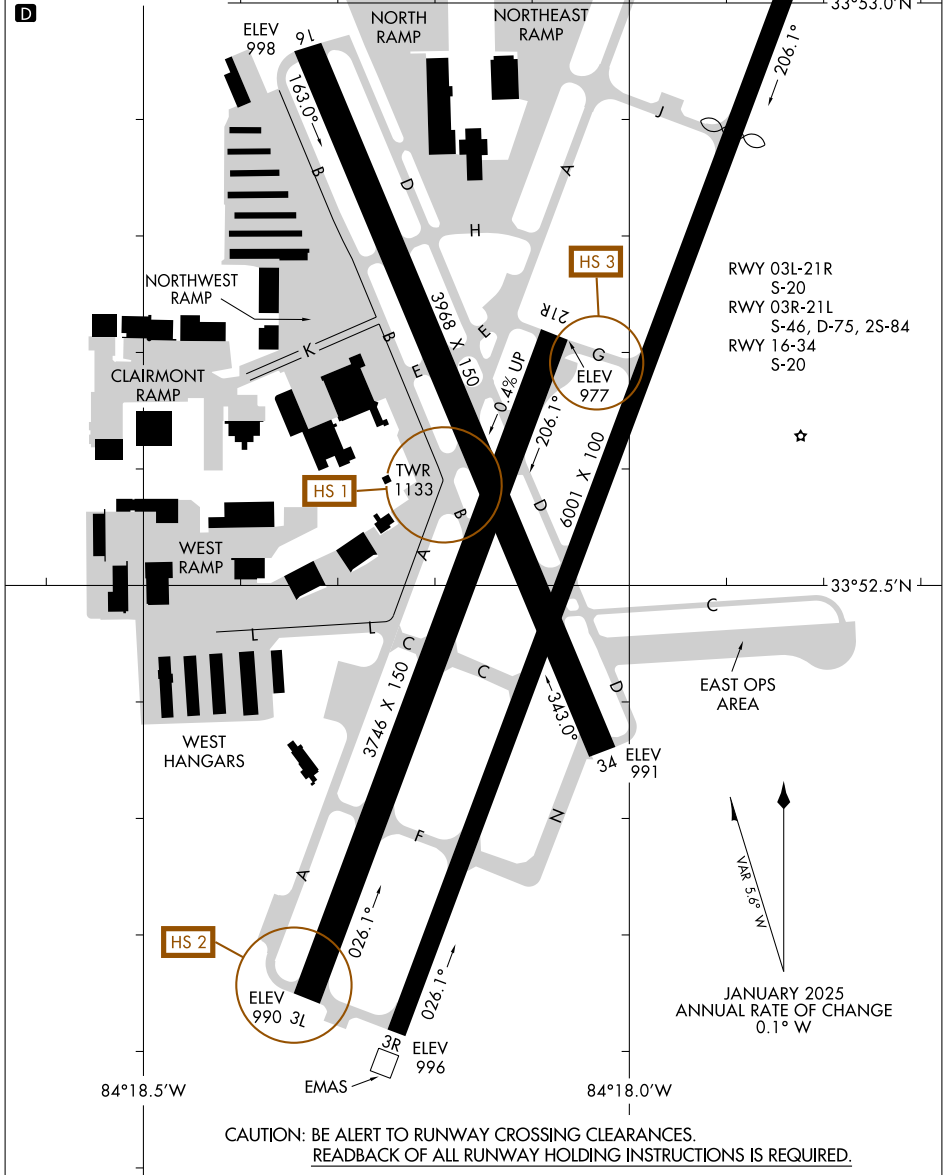 D
33°53.0'N
NORTH
RAMP
NORTHEAST
RAMP
ELEV
998
16
163.0°
206.1°
B
D
A
J
H
HS 3
NORTHWEST
RAMP
RWY 03L-21R
S-20
RWY 03R-21L
S-46, D-75, 2S-84
RWY 16-34
S-20
3968 X 150
21R
E
B
K
E
G
0.4% UP
ELEV
977
206.1°
CLAIRMONT
RAMP
6001 X 100
HS 1
TWR
1133
B
D
A
WEST
RAMP
33°52.5'N
C
L
L
C
C
EAST OPS
AREA
D
343.0°
3746 X 150
WEST
HANGARS
34
ELEV
991
F
N
A
VAR 5.6° W
026.1°
026.1°
HS 2
ELEV
990
3L
3R
ELEV
996
EMAS
JANUARY 2025
ANNUAL RATE OF CHANGE
0.1° W
84°18.5'W
84°18.0'W
CAUTION: BE ALERT TO RUNWAY CROSSING CLEARANCES.
READBACK OF ALL RUNWAY HOLDING INSTRUCTIONS IS REQUIRED.